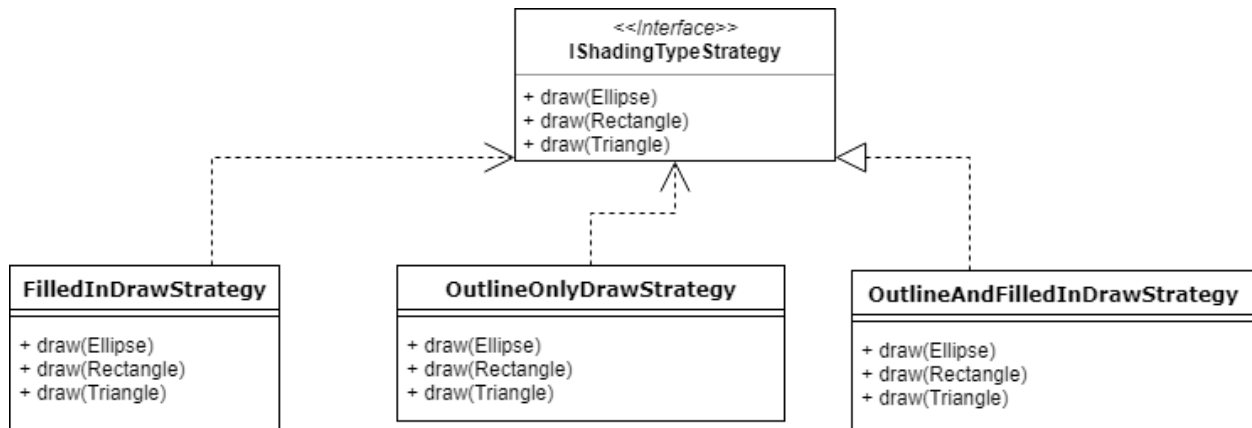 <<Interface>>
IShadingTypeStrategy
+ draw(Ellipse)
+ draw(Rectangle)
+ draw(Triangle)
FilledInDrawStrategy
+ draw(Ellipse)
+ draw(Rectangle)
+ draw(Triangle)
OutlineOnlyDrawStrategy
+ draw(Ellipse)
+ draw(Rectangle)
+ draw(Triangle)
OutlineAndFilledInDrawStrategy
+ draw(Ellipse)
+ draw(Rectangle)
+ draw(Triangle)